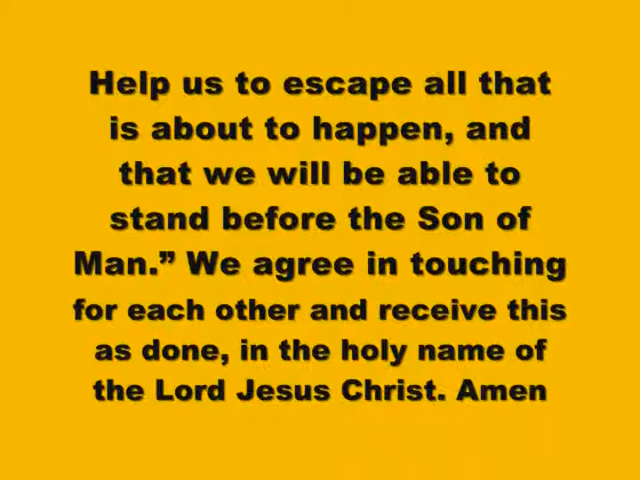 Help us to escape all that
is about to happen, and
that we will be able to
stand before the Son of
Man.” We agree in touching
for each other and receive this
as done, in the holy name of
the Lord Jesus Christ. Amen